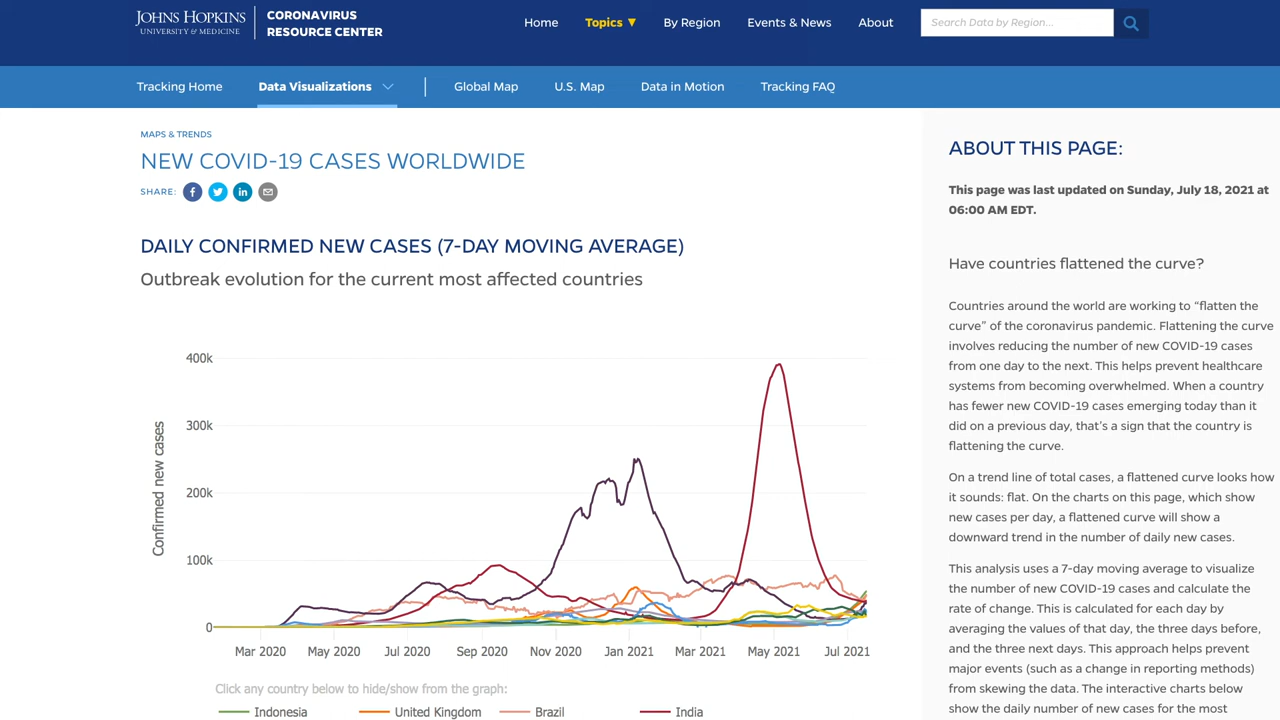 JOHNS HOPKINS
UNIVERSITY & MEDICINE
CORONAVIRUS
RESOURCE CENTER
Home
Topics ▼
By Region
Events & News
About
Search Data by Region...
Tracking Home
Data Visualizations
Global Map
U.S. Map
Data in Motion
Tracking FAQ
MAPS & TRENDS
NEW COVID-19 CASES WORLDWIDE
SHARE:
DAILY CONFIRMED NEW CASES (7-DAY MOVING AVERAGE)
Outbreak evolution for the current most affected countries
Confirmed new cases
400k
300k
200k
100k
0
Mar 2020 May 2020 Jul 2020 Sep 2020 Nov 2020 Jan 2021 Mar 2021 May 2021 Jul 2021
Click any country below to hide/show from the graph:
Indonesia United Kingdom Brazil India
ABOUT THIS PAGE:
This page was last updated on Sunday, July 18, 2021 at
06:00 AM EDT.
Have countries flattened the curve?
Countries around the world are working to “flatten the
curve” of the coronavirus pandemic. Flattening the curve
involves reducing the number of new COVID-19 cases
from one day to the next. This helps prevent healthcare
systems from becoming overwhelmed. When a country
has fewer new COVID-19 cases emerging today than it
did on a previous day, that’s a sign that the country is
flattening the curve.
On a trend line of total cases, a flattened curve looks how
it sounds: flat. On the charts on this page, which show
new cases per day, a flattened curve will show a
downward trend in the number of daily new cases.
This analysis uses a 7-day moving average to visualize
the number of new COVID-19 cases and calculate the
rate of change. This is calculated for each day by
averaging the values of that day, the three days before,
and the three next days. This approach helps prevent
major events (such as a change in reporting methods)
from skewing the data. The interactive charts below
show the daily number of new cases for the most